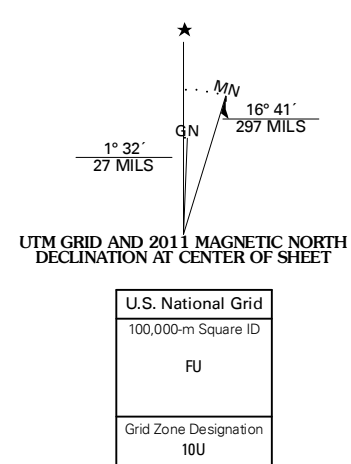 MN
16° 41´
GN
297 MILS
1° 32´
27 MILS
UTM GRID AND 2011 MAGNETIC NORTH
DECLINATION AT CENTER OF SHEET
U.S. National Grid
100,000-m Square ID
FU
Grid Zone Designation
10U